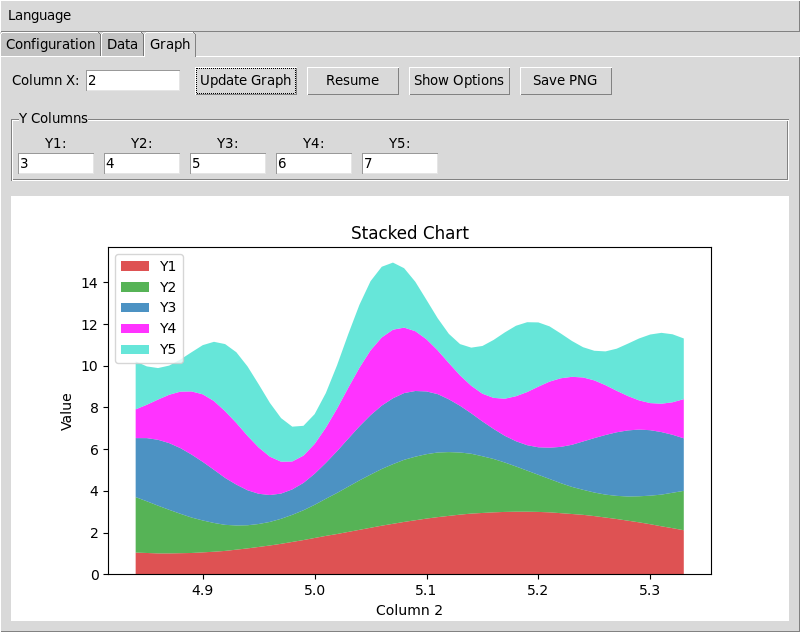 Language
Configuration Data Graph
Column X: 2 Update Graph Resume Show Options Save PNG
Y Columns
Y1: Y2: Y3: Y4: Y5:
3 4 5 6 7
Stacked Chart
Y1
Y2
Y3
Y4
Y5
14
12
10
8
6
4
2
0
Value
4.9 5.0 5.1 5.2 5.3
Column 2